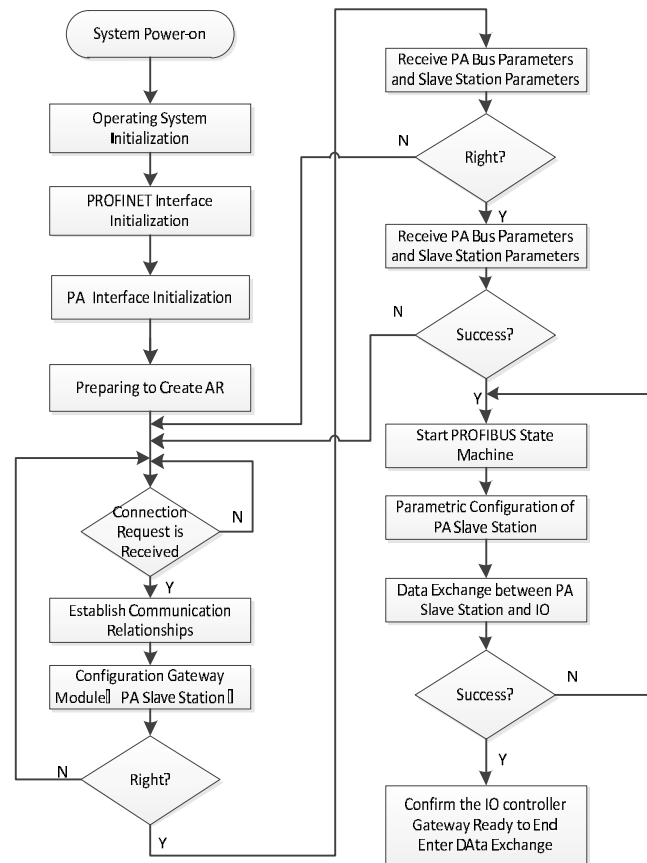 System Power-on
Operating System
Initialization
PROFINET Interface
Initialization
PA Interface Initialization
Preparing to Create AR
Connection
Request is
Received
N
Y
Establish Communication
Relationships
Configuration Gateway
Module PA Slave Station
Right?
N
Y
Receive PA Bus Parameters
and Slave Station Parameters
Right?
N
Y
Receive PA Bus Parameters
and Slave Station Parameters
Success?
N
Y
Start PROFIBUS State
Machine
Parametric Configuration of
PA Slave Station
Data Exchange between PA
Slave Station and IO
Success?
N
Y
Confirm the IO controller
Gateway Ready to End
Enter DAta Exchange